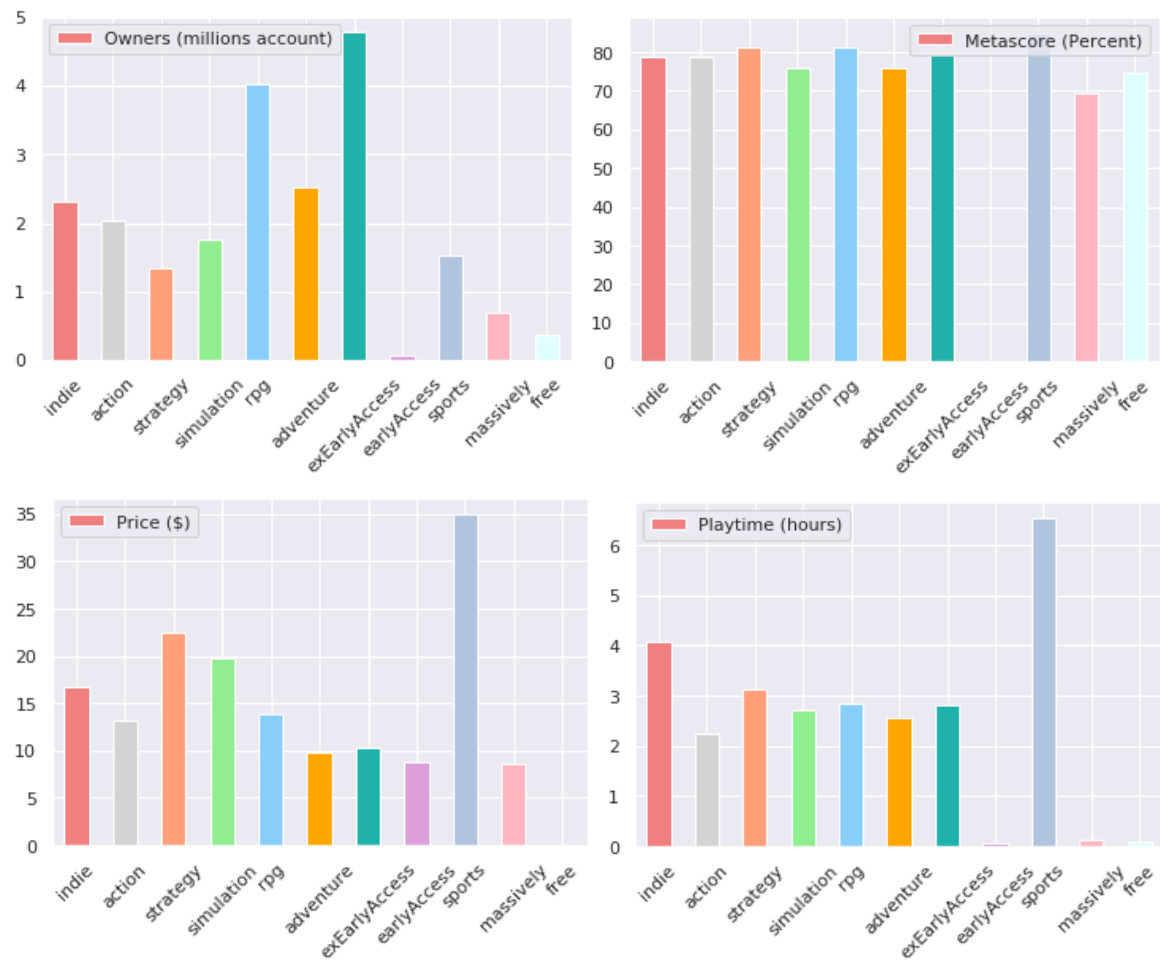 Owners (millions account)
5
4
3
2
1
0
indie
action
strategy
simulation
rpg
adventure
exEarlyAccess
earlyAccess
sports
massively
free
Metascore (Percent)
80
70
60
50
40
30
20
10
0
indie
action
strategy
simulation
rpg
adventure
exEarlyAccess
earlyAccess
sports
massively
free
Price ($)
35
30
25
20
15
10
5
0
indie
action
strategy
simulation
rpg
adventure
exEarlyAccess
earlyAccess
sports
massively
free
Playtime (hours)
6
5
4
3
2
1
0
indie
action
strategy
simulation
rpg
adventure
exEarlyAccess
earlyAccess
sports
massively
free